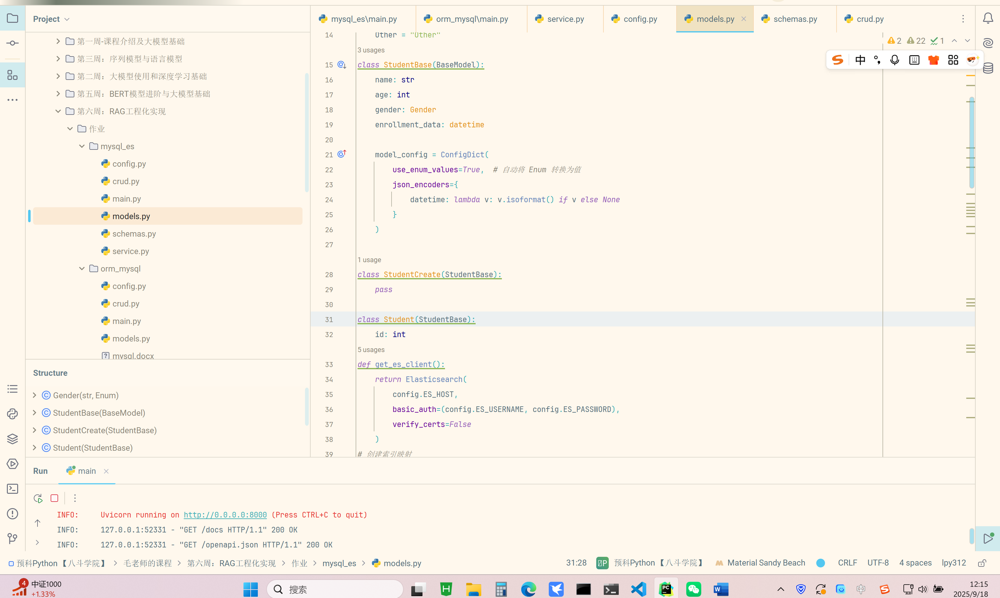 Project
mysql_es\main.py
orm_mysql\main.py
service.py
config.py
models.py
schemas.py
crud.py
第一周-课程介绍及大模型基础
第三周：序列模型与语言模型
第二周：大模型使用和深度学习基础
第五周：BERT模型进阶与大模型基础
第六周：RAG工程化实现
作业
mysql_es
config.py
crud.py
main.py
models.py
schemas.py
service.py
orm_mysql
config.py
crud.py
main.py
models.py
mysql.docx
Structure
Gender(str, Enum)
StudentBase(BaseModel)
StudentCreate(StudentBase)
Student(StudentBase)
2 22 1
中
14 Other = "Other"
3 usages
15 class StudentBase(BaseModel):
16 name: str
17 age: int
18 gender: Gender
19 enrollment_data: datetime
20
21 model_config = ConfigDict(
22 use_enum_values=True, # 自动将 Enum 转换为值
23 json_encoders={
24 datetime: lambda v: v.isoformat() if v else None
25 }
26 )
27
1 usage
28 class StudentCreate(StudentBase):
29 pass
30
31 class Student(StudentBase):
32 id: int
5 usages
33 def get_es_client():
34 return Elasticsearch(
35 config.ES_HOST,
36 basic_auth=(config.ES_USERNAME, config.ES_PASSWORD),
37 verify_certs=False
38 )
39 # 创建索引映射
Run main
INFO: Uvicorn running on http://0.0.0.0:8000 (Press CTRL+C to quit)
INFO: 127.0.0.1:52331 - "GET /docs HTTP/1.1" 200 OK
INFO: 127.0.0.1:52331 - "GET /openapi.json HTTP/1.1" 200 OK
预科Python【八斗学院】 > 毛老师的课程 > 第六周：RAG工程化实现 > 作业 > mysql_es > models.py
31:28 预科Python【八斗学院】 Material Sandy Beach CRLF UTF-8 4 spaces lpy312
4 中证1000
+1.33%
搜索
中
12:15
2025/9/18